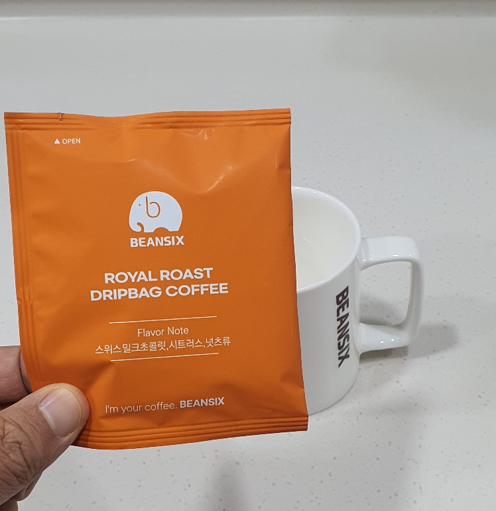 ▲ OPEN
b
BEANSIX
ROYAL ROAST
DRIPBAG COFFEE
Flavor Note
스위스밀크초콜릿,시트러스,넛츠류
I'm your coffee. BEANSIX
BEANSIX